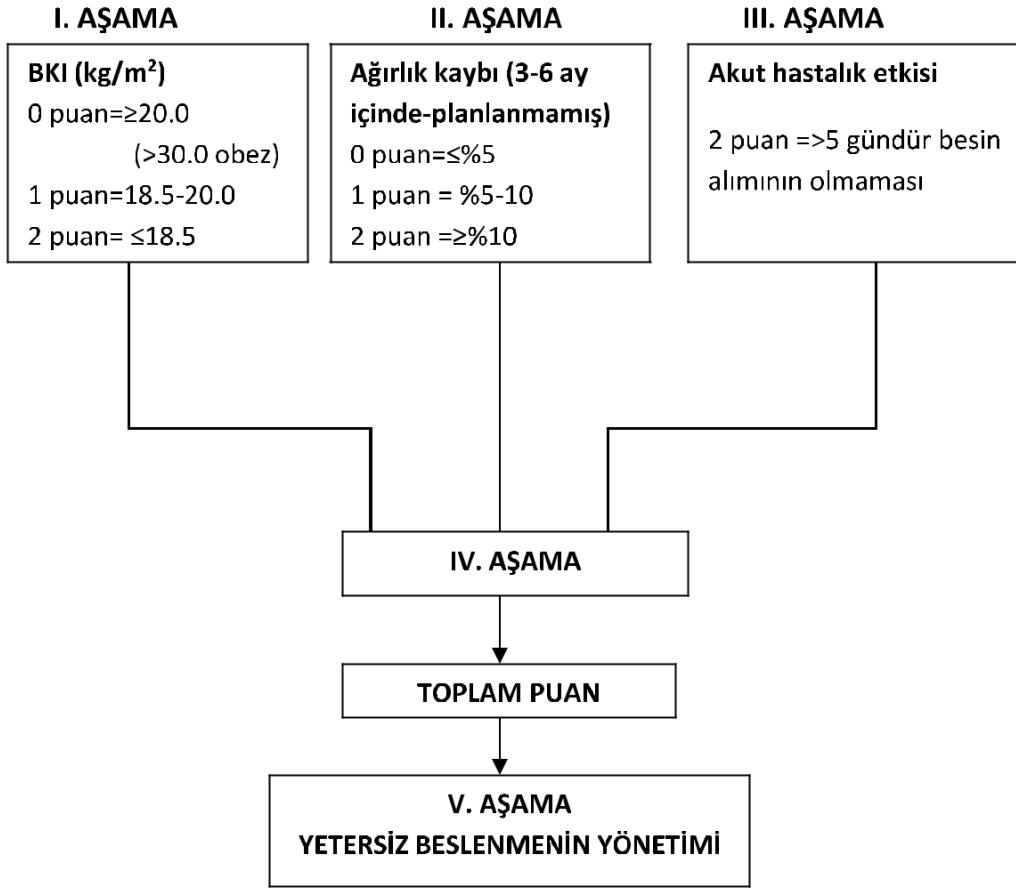 I. AŞAMA
BKI (kg/m²)
0 puan=≥20.0
(>30.0 obez)
1 puan=18.5-20.0
2 puan= ≤18.5
II. AŞAMA
Ağırlık kaybı (3-6 ay
içinde-planlanmamış)
0 puan=≤%5
1 puan = %5-10
2 puan =≥%10
III. AŞAMA
Akut hastalık etkisi
2 puan =>5 gündür besin
alımının olmaması
IV. AŞAMA
TOPLAM PUAN
V. AŞAMA
YETERSİZ BESLENMENİN YÖNETİMİ